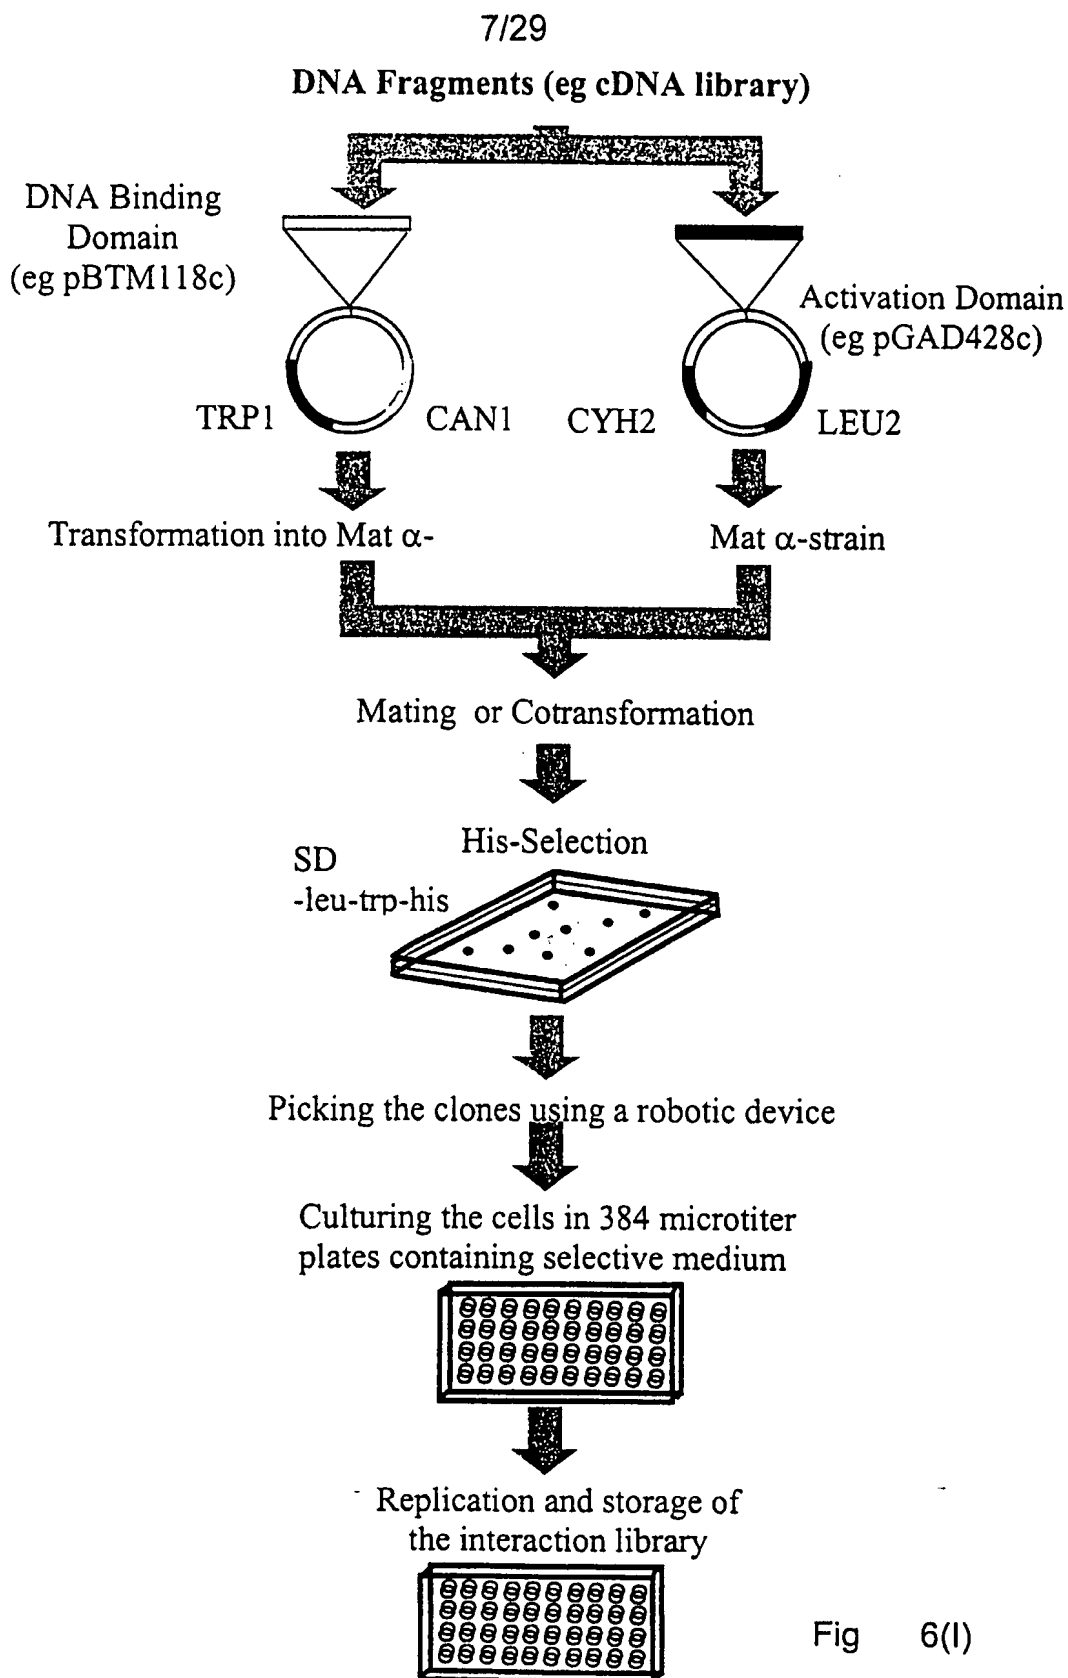 7/29
DNA Fragments (eg cDNA library)
DNA Binding
Domain
(eg pBTM118c)
Activation Domain
(eg pGAD428c)
TRP1
CAN1
CYH2
LEU2
Transformation into Mat α-
Mat α-strain
Mating or Cotransformation
His-Selection
SD
-leu-trp-his
Picking the clones using a robotic device
Culturing the cells in 384 microtiter
plates containing selective medium
Replication and storage of
the interaction library
Fig 6(I)